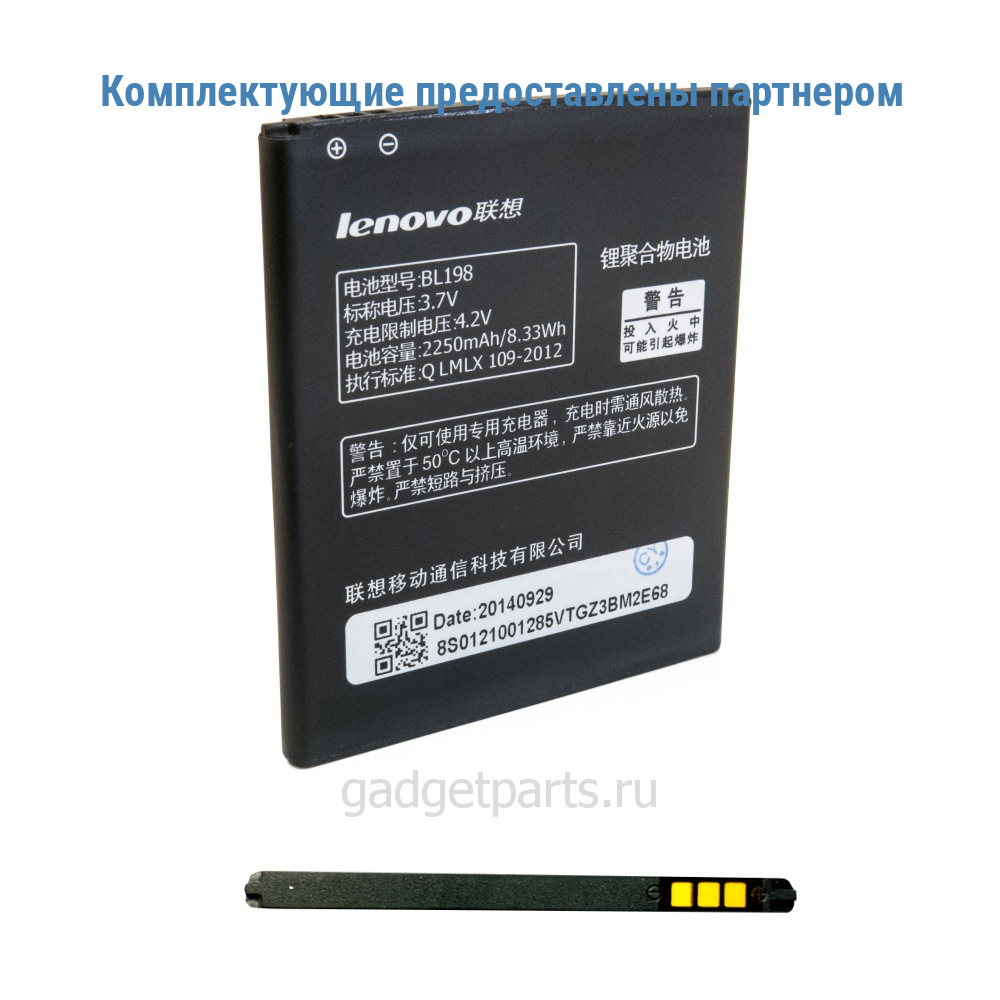 Комплектующие предоставлены партнером
lenovo联想
锂聚合物电池
电池型号:BL198
标称电压:3.7V
充电限制电压:4.2V
电池容量:2250mAh/8.33Wh
执行标准:Q LMLX 109-2012
警告
投入火中
可能引起爆炸
警告:仅可使用专用充电器,充电时需通风散热。
严禁置于50°C以上高温环境,严禁靠近火源以免
爆炸。严禁短路与挤压。
联想移动通信科技有限公司
Date:20140929
8S0121001285VTGZ3BM2E68
gadgetparts.ru